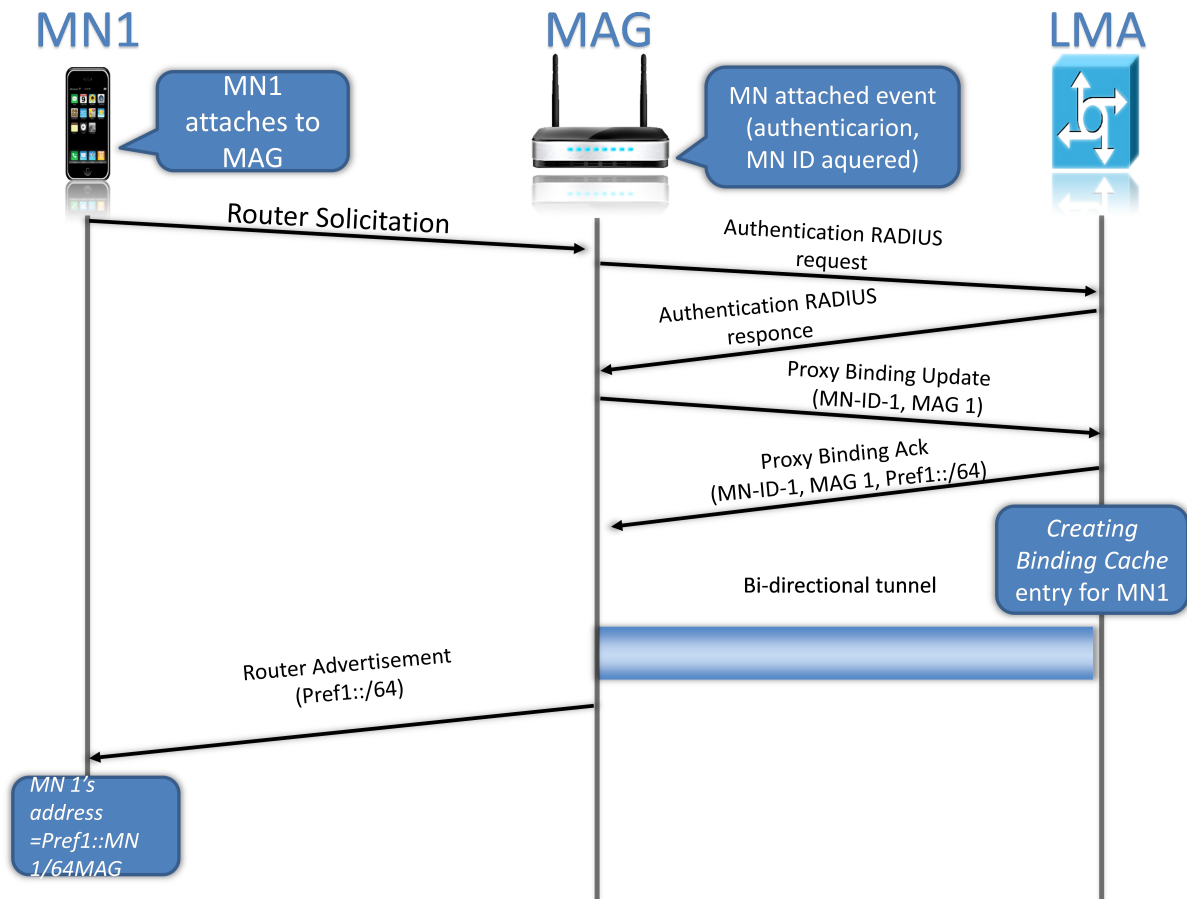 MN1
MAG
LMA
MN1
attaches to
MAG
MN attached event
(authenticarion,
MN ID aquered)
Router Solicitation
Authentication RADIUS
request
Authentication RADIUS
responce
Proxy Binding Update
(MN-ID-1, MAG 1)
Proxy Binding Ack
(MN-ID-1, MAG 1, Pref1::/64)
Creating
Binding Cache
entry for MN1
Bi-directional tunnel
Router Advertisement
(Pref1::/64)
MN 1's
address
=Pref1::MN
1/64MAG